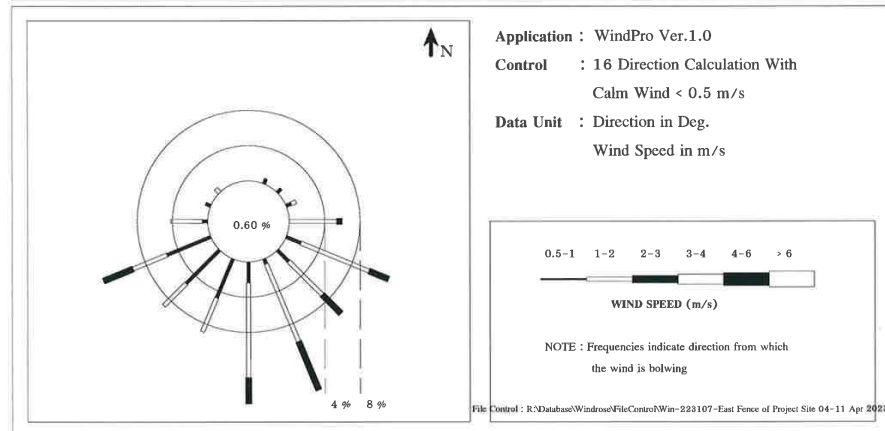 N
Application : WindPro Ver.1.0
Control : 16 Direction Calculation With
Calm Wind < 0.5 m/s
Data Unit : Direction in Deg.
Wind Speed in m/s
0.60 %
0.5-1 1-2 2-3 3-4 4-6 > 6
WIND SPEED (m/s)
NOTE : Frequencies indicate direction from which
the wind is bolwing
4 % 8 %
File Control : R:\Database\Windrose\FileControl\Win-223107-East Fence of Project Site 04-11 Apr 2023